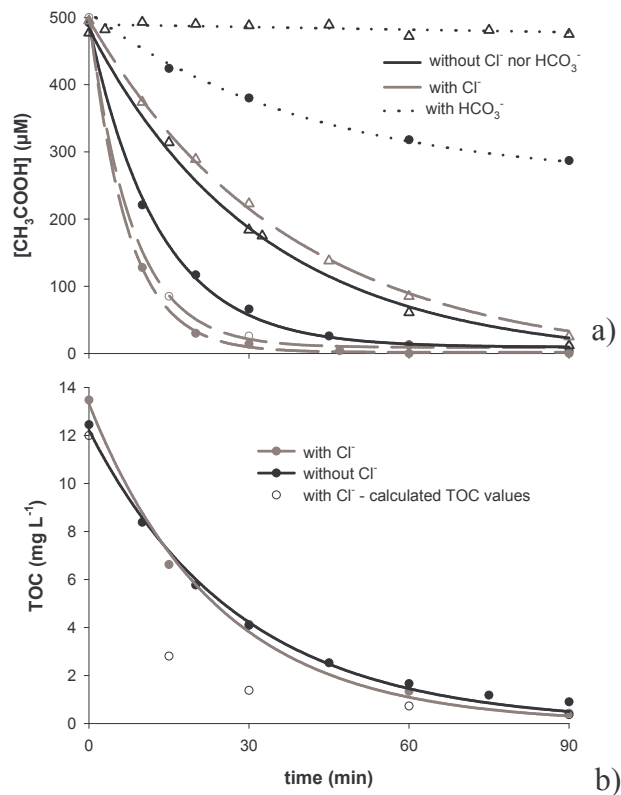 500
400
300
200
100
0
[CH₃COOH] (µM)
without Cl⁻ nor HCO₃⁻
with Cl⁻
with HCO₃⁻
a)
14
12
10
8
6
4
2
0
TOC (mg L⁻¹)
with Cl⁻
without Cl⁻
with Cl⁻ - calculated TOC values
0 30 60 90
time (min)
b)